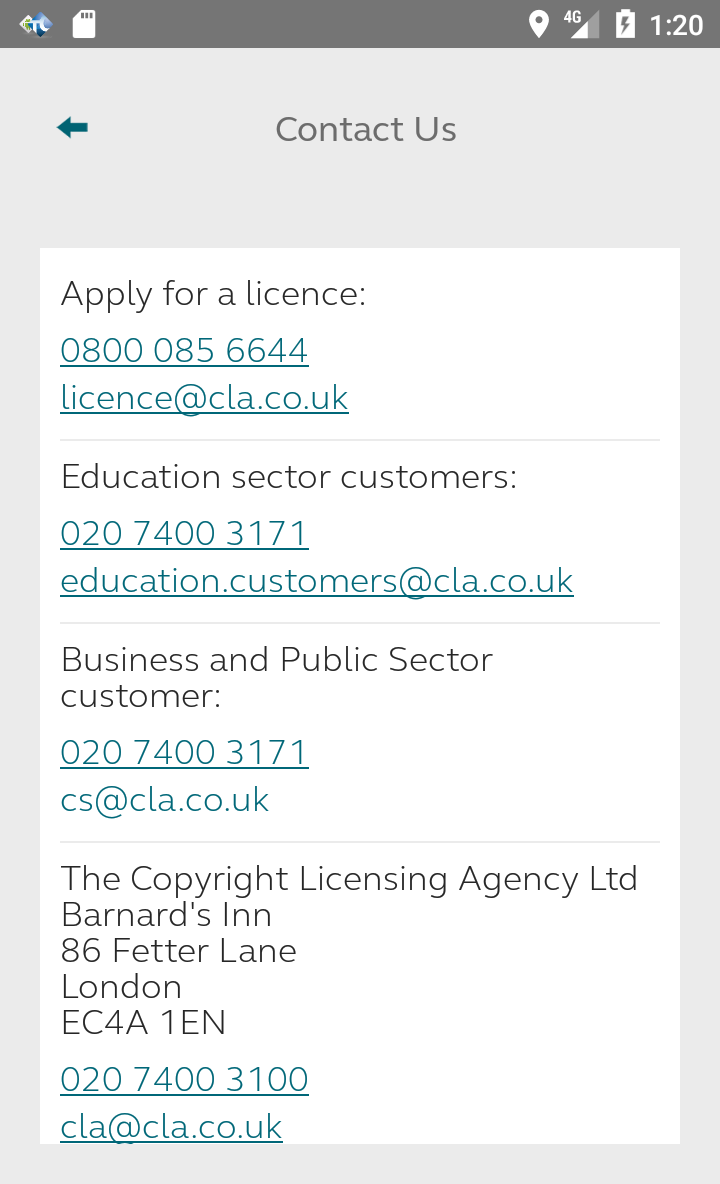 4G 1:20
Contact Us
Apply for a licence:
0800 085 6644
licence@cla.co.uk
Education sector customers:
020 7400 3171
education.customers@cla.co.uk
Business and Public Sector
customer:
020 7400 3171
cs@cla.co.uk
The Copyright Licensing Agency Ltd
Barnard's Inn
86 Fetter Lane
London
EC4A 1EN
020 7400 3100
cla@cla.co.uk